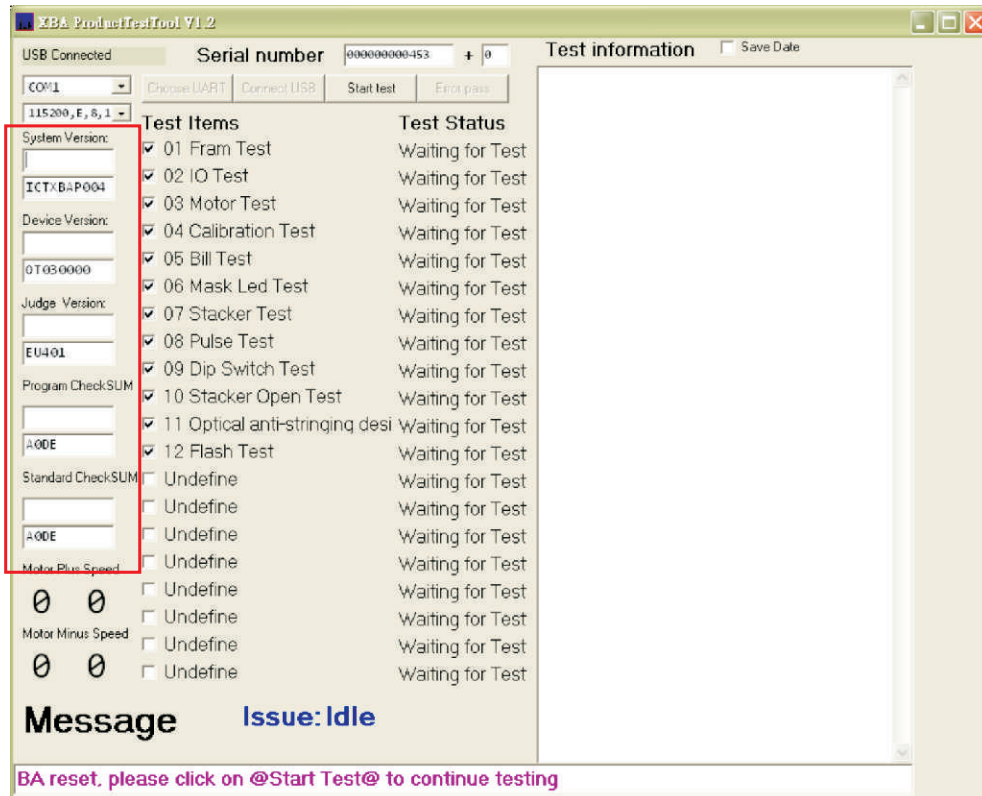 XBA ProductTestTool V1.2
USB Connected
Serial number 000000000453 + 0
Test information Save Date
COM1
Choose UART Connect USB Start test Error pass
115200,E,8,1
Test Items Test Status
System Version:
01 Fram Test Waiting for Test
ICTXBAP004
02 IO Test Waiting for Test
03 Motor Test Waiting for Test
Device Version:
04 Calibration Test Waiting for Test
05 Bill Test Waiting for Test
0T030000
06 Mask Led Test Waiting for Test
Judge Version:
07 Stacker Test Waiting for Test
08 Pulse Test Waiting for Test
EU401
09 Dip Switch Test Waiting for Test
Program CheckSUM
10 Stacker Open Test Waiting for Test
11 Optical anti-stringing desi Waiting for Test
A0DE
12 Flash Test Waiting for Test
Standard CheckSUM
Undefine Waiting for Test
Undefine Waiting for Test
A0DE
Undefine Waiting for Test
Undefine Waiting for Test
Motor Plus Speed
Undefine Waiting for Test
0 0
Undefine Waiting for Test
Motor Minus Speed
Undefine Waiting for Test
0 0
Undefine Waiting for Test
Message Issue:Idle
BA reset, please click on @Start Test@ to continue testing